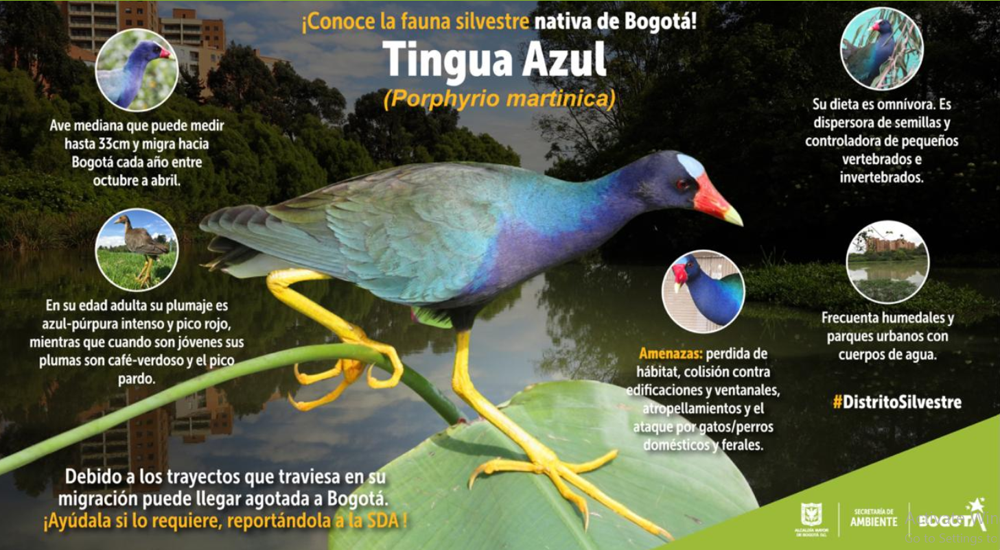 ¡Conoce la fauna silvestre nativa de Bogotá!
Tingua Azul
(Porphyrio martinica)
Ave mediana que puede medir
hasta 33cm y migra hacia
Bogotá cada año entre
octubre a abril.
En su edad adulta su plumaje es
azul-púrpura intenso y pico rojo,
mientras que cuando son jóvenes sus
plumas son café-verdoso y el pico
pardo.
Debido a los trayectos que traviesa en su
migración puede llegar agotada a Bogotá.
¡Ayúdala si lo requiere, reportándola a la SDA !
Su dieta es omnívora. Es
dispersora de semillas y
controladora de pequeños
vertebrados e
invertebrados.
Frecuenta humedales y
parques urbanos con
cuerpos de agua.
Amenazas: perdida de
hábitat, colisión contra
edificaciones y ventanales,
atropellamientos y el
ataque por gatos/perros
domésticos y ferales.
#DistritoSilvestre
ALCALDÍA MAYOR
DE BOGOTÁ D.C.
SECRETARÍA DE
AMBIENTE
BOGOTÁ
Activate Win
Go to Settings to